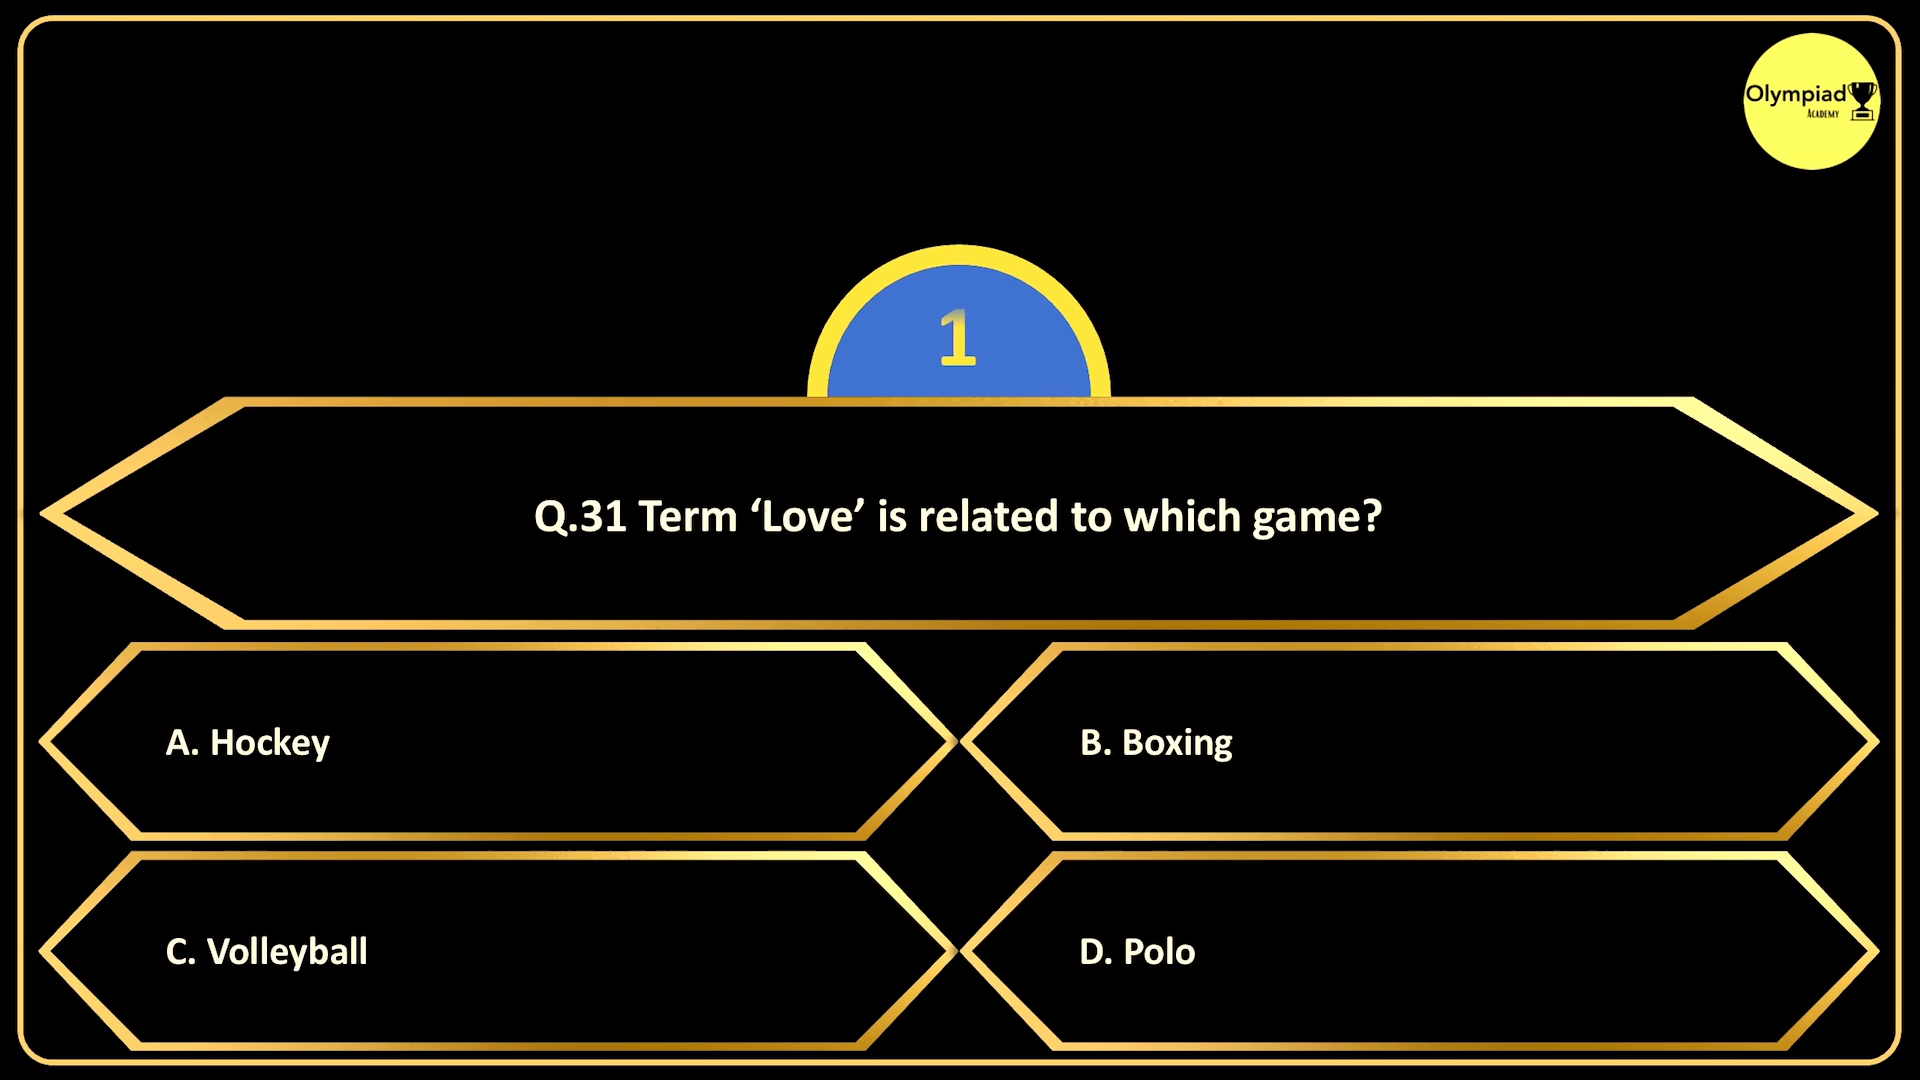 Olympiad
Academy
1
Q.31 Term ‘Love’ is related to which game?
A. Hockey
B. Boxing
C. Volleyball
D. Polo